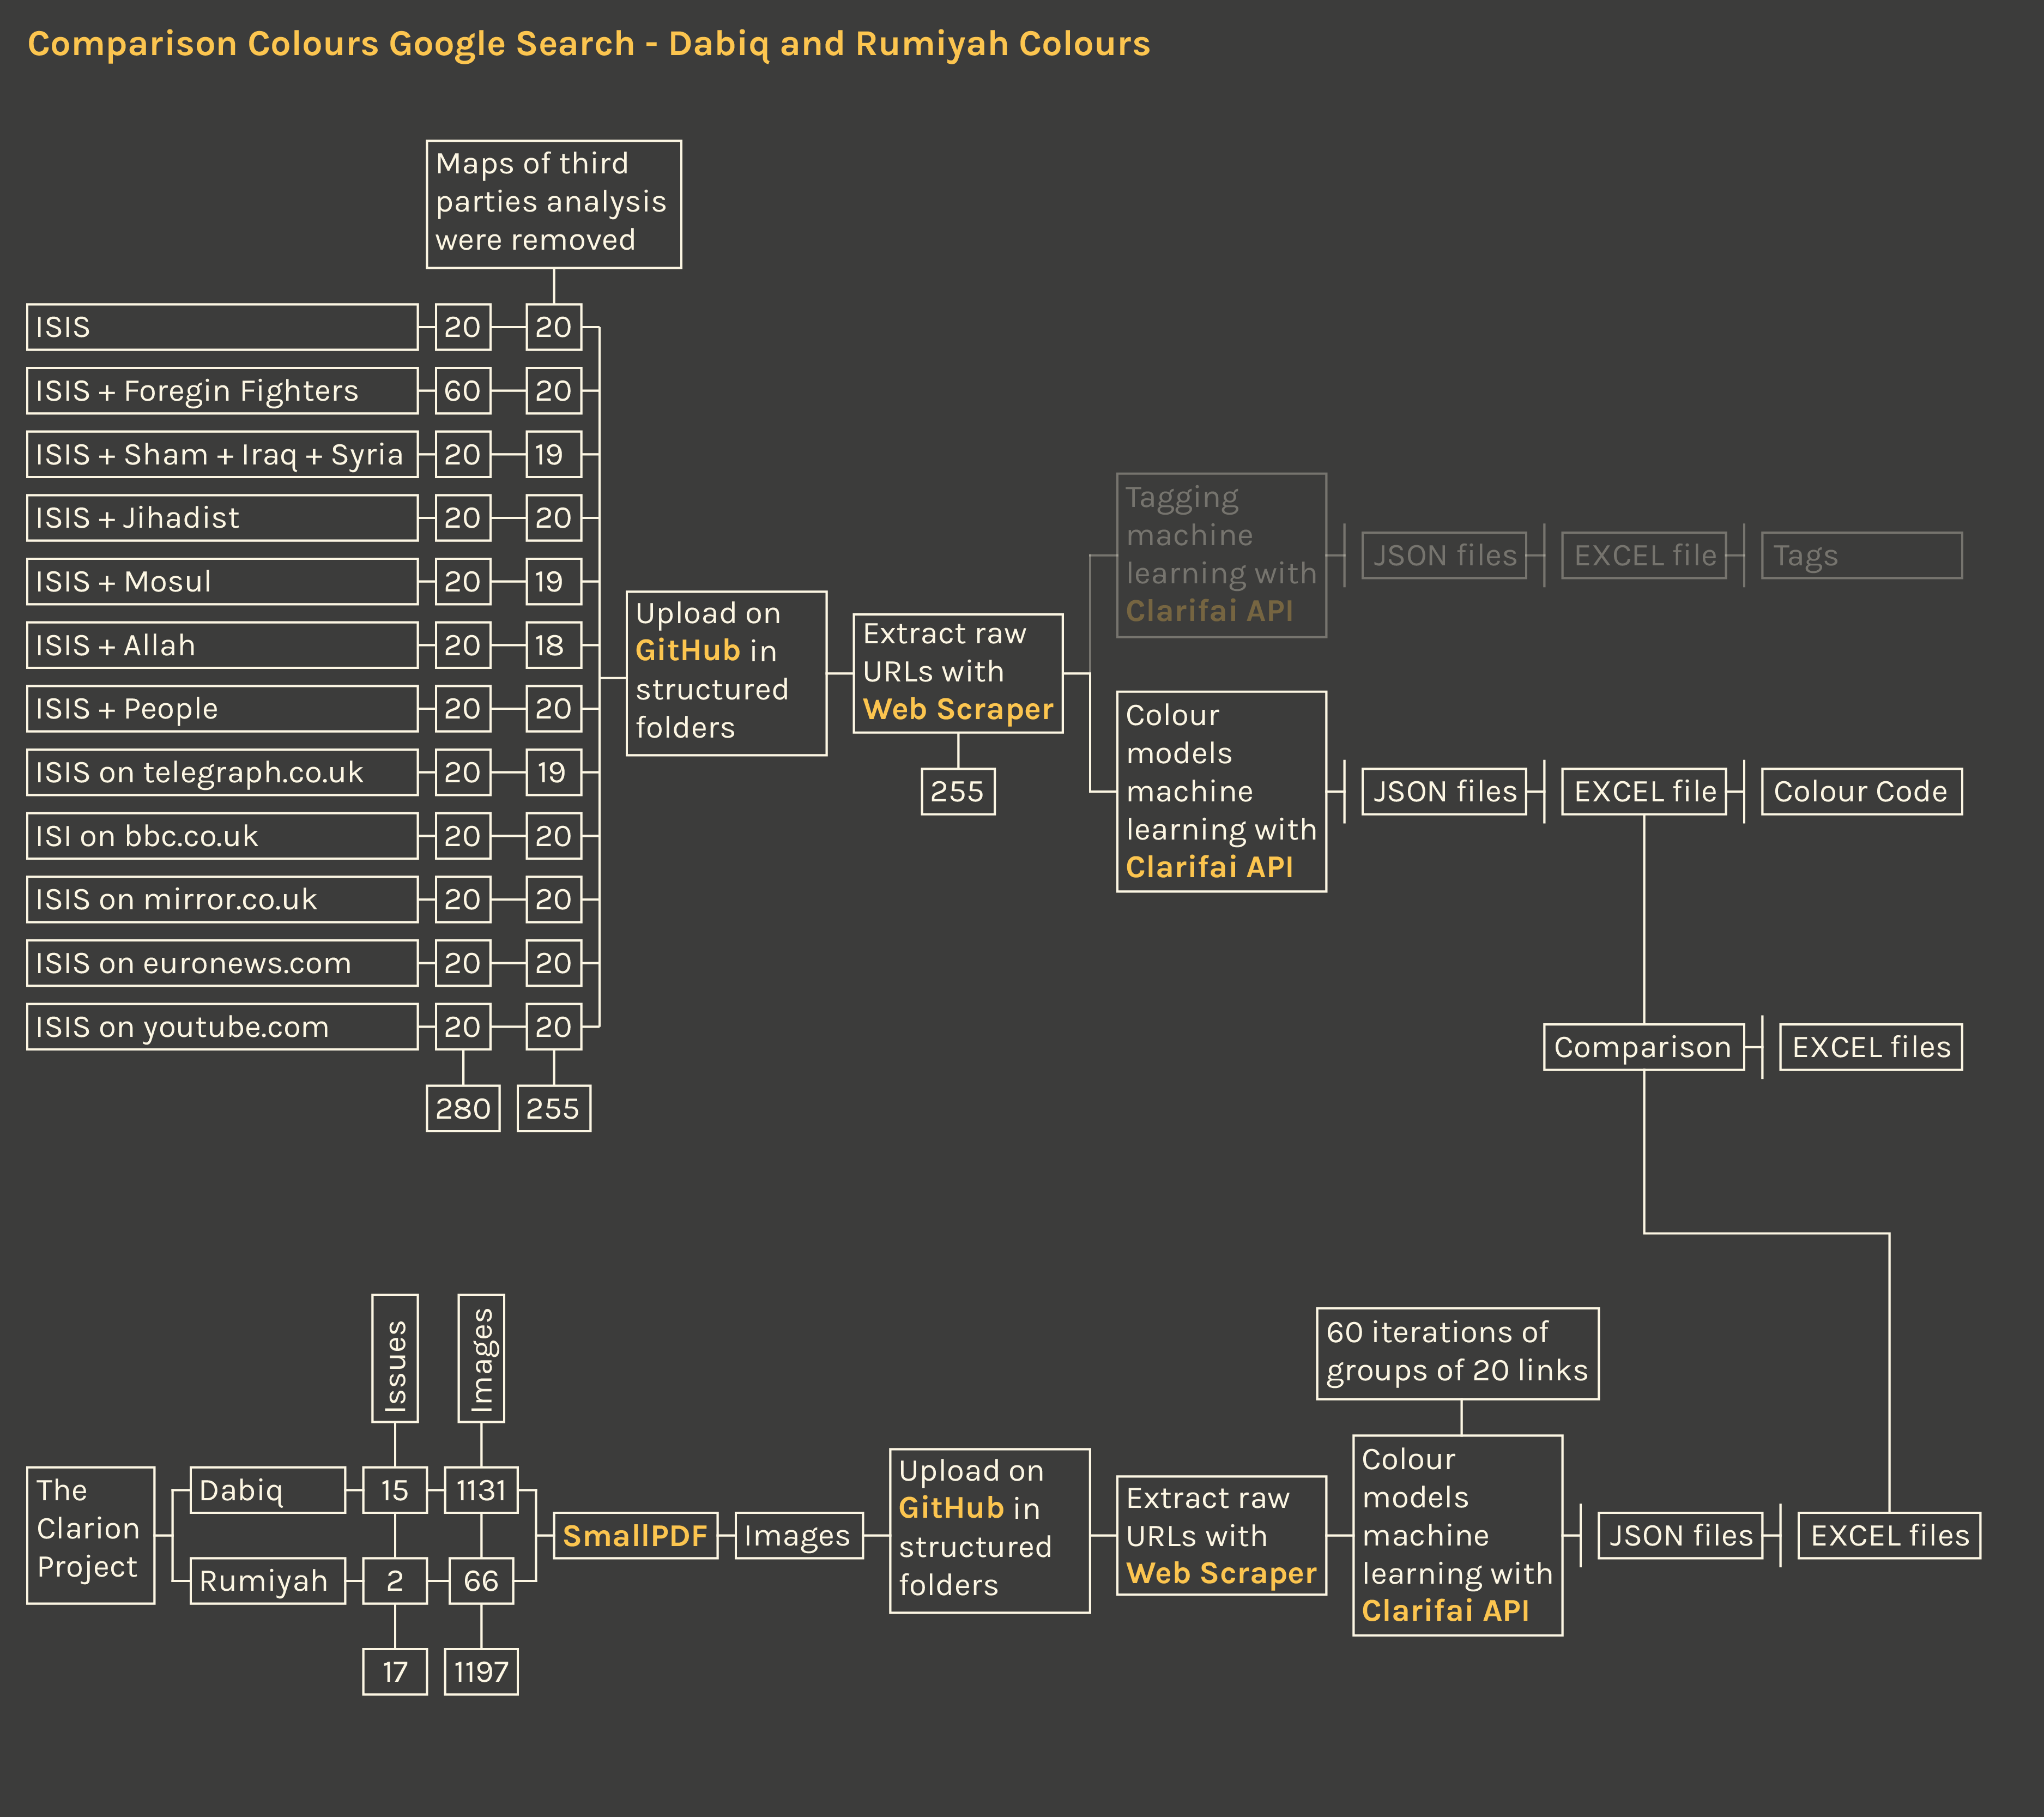 Comparison Colours Google Search - Dabiq and Rumiyah Colours
Maps of third
parties analysis
were removed
ISIS 20 20
ISIS + Foregin Fighters 60 20
ISIS + Sham + Iraq + Syria 20 19
ISIS + Jihadist 20 20
ISIS + Mosul 20 19
ISIS + Allah 20 18
ISIS + People 20 20
ISIS on telegraph.co.uk 20 19
ISI on bbc.co.uk 20 20
ISIS on mirror.co.uk 20 20
ISIS on euronews.com 20 20
ISIS on youtube.com 20 20
280 255
Upload on
GitHub in
structured
folders
Extract raw
URLs with
Web Scraper
255
Tagging
machine
learning with
Clarifai API
JSON files
EXCEL file
Tags
Colour
models
machine
learning with
Clarifai API
JSON files
EXCEL file
Colour Code
Comparison
EXCEL files
Issues
Images
The
Clarion
Project
Dabiq 15 1131
Rumiyah 2 66
17 1197
SmallPDF
Images
Upload on
GitHub in
structured
folders
Extract raw
URLs with
Web Scraper
60 iterations of
groups of 20 links
Colour
models
machine
learning with
Clarifai API
JSON files
EXCEL files